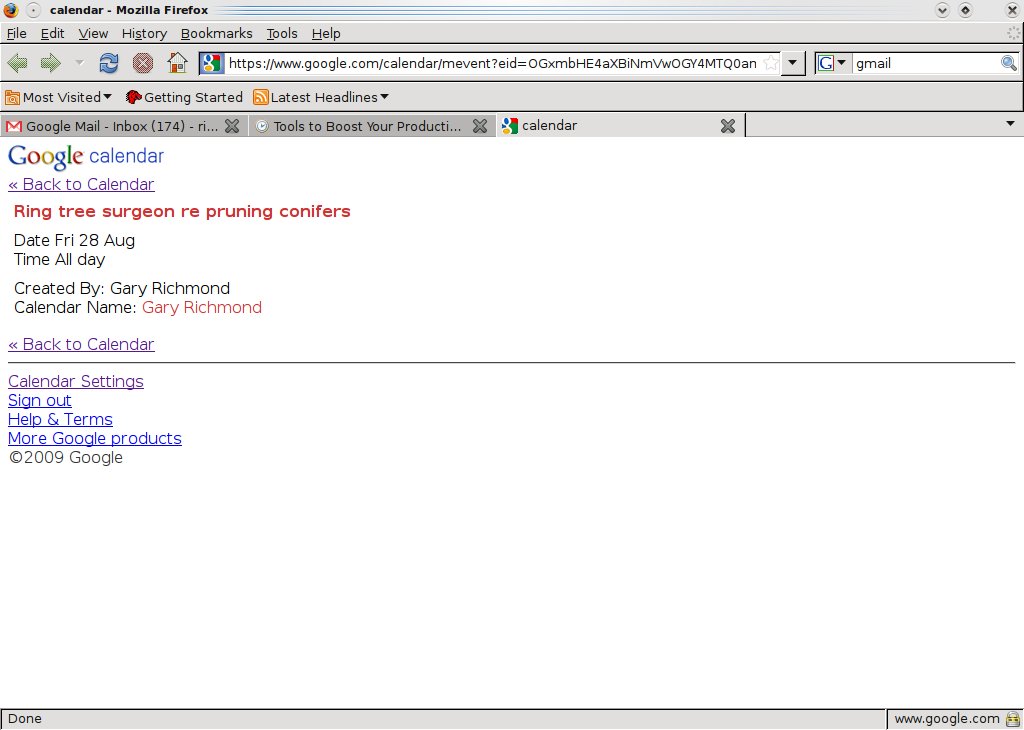 calendar - Mozilla Firefox
File Edit View History Bookmarks Tools Help
https://www.google.com/calendar/mevent?eid=OGxmbHE4aXBiNmVwOGY4MTQ0an gmail
Most Visited Getting Started Latest Headlines
Google Mail - Inbox (174) - ri... Tools to Boost Your Producti... calendar
Google calendar
« Back to Calendar
Ring tree surgeon re pruning conifers
Date Fri 28 Aug
Time All day
Created By: Gary Richmond
Calendar Name: Gary Richmond
« Back to Calendar
Calendar Settings
Sign out
Help & Terms
More Google products
©2009 Google
Done www.google.com